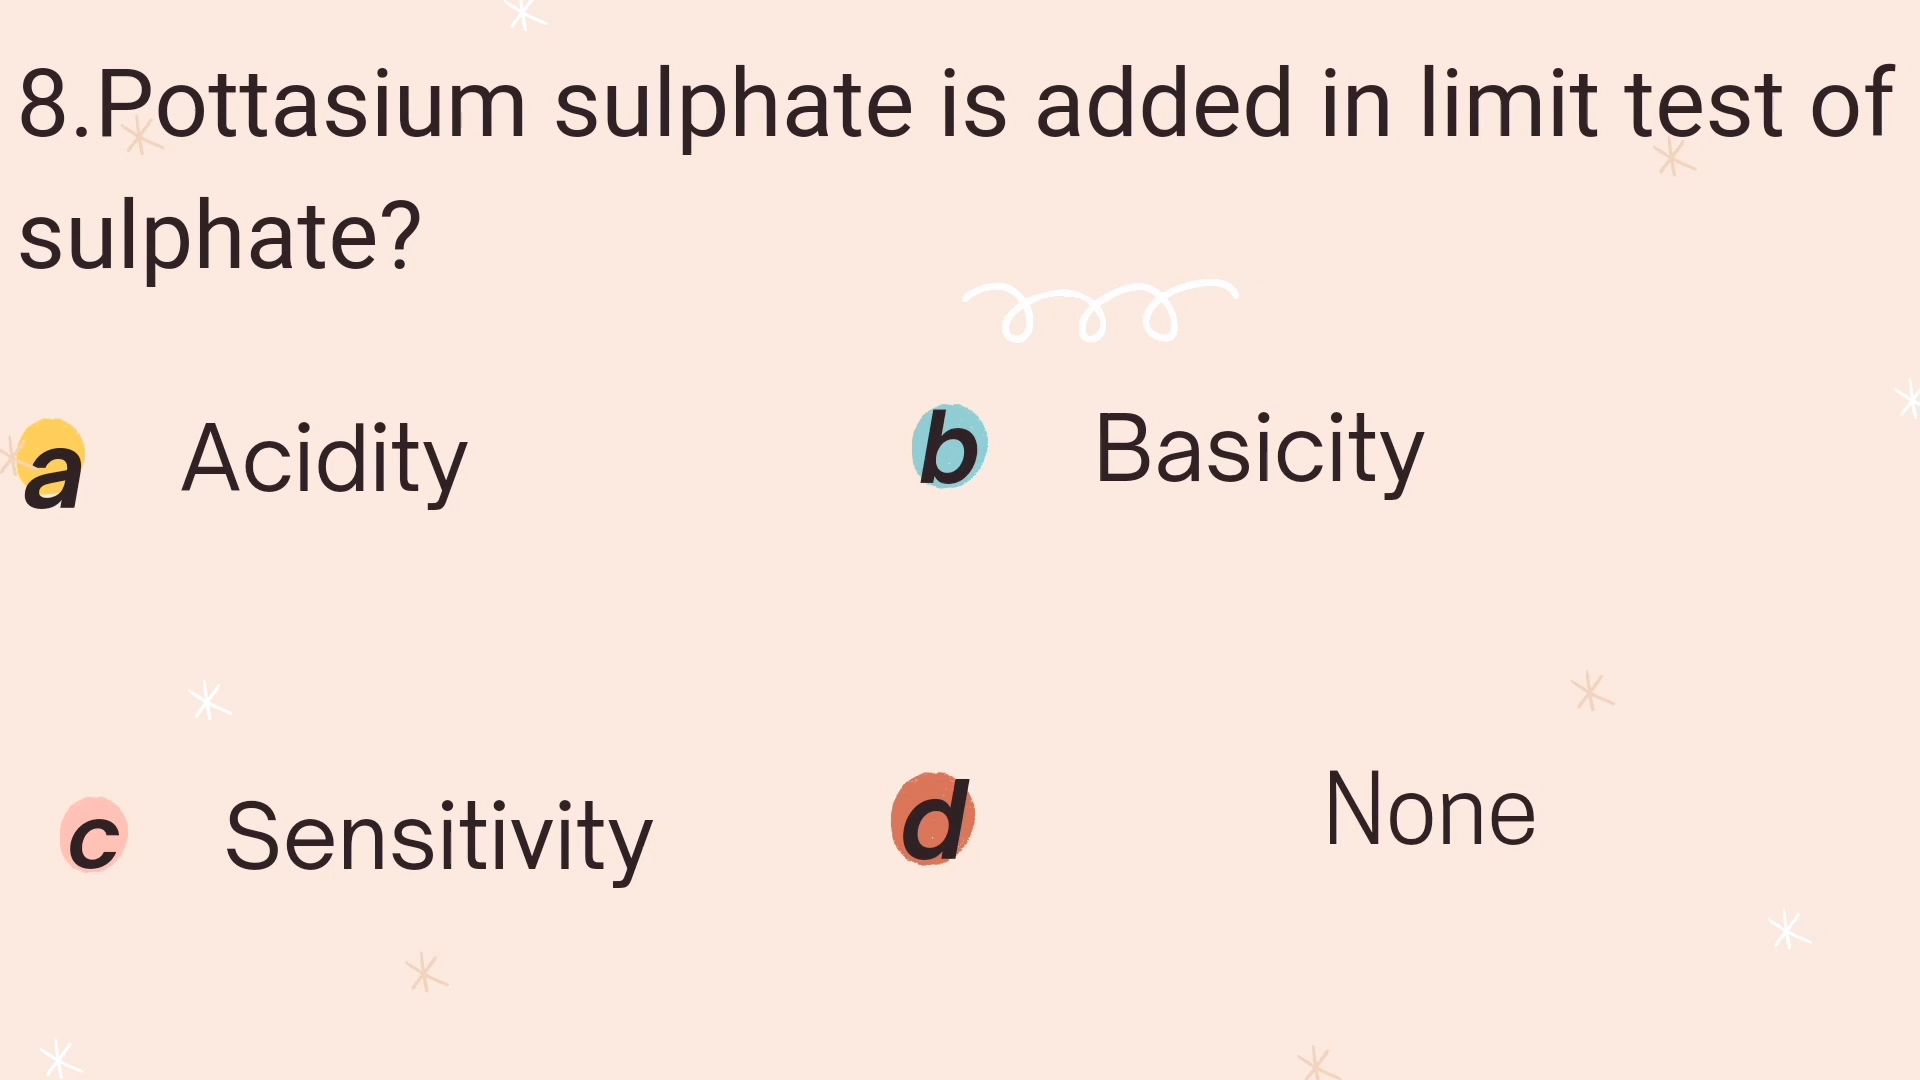 8.Pottasium sulphate is added in limit test of
sulphate?
a Acidity
b Basicity
c Sensitivity
d None